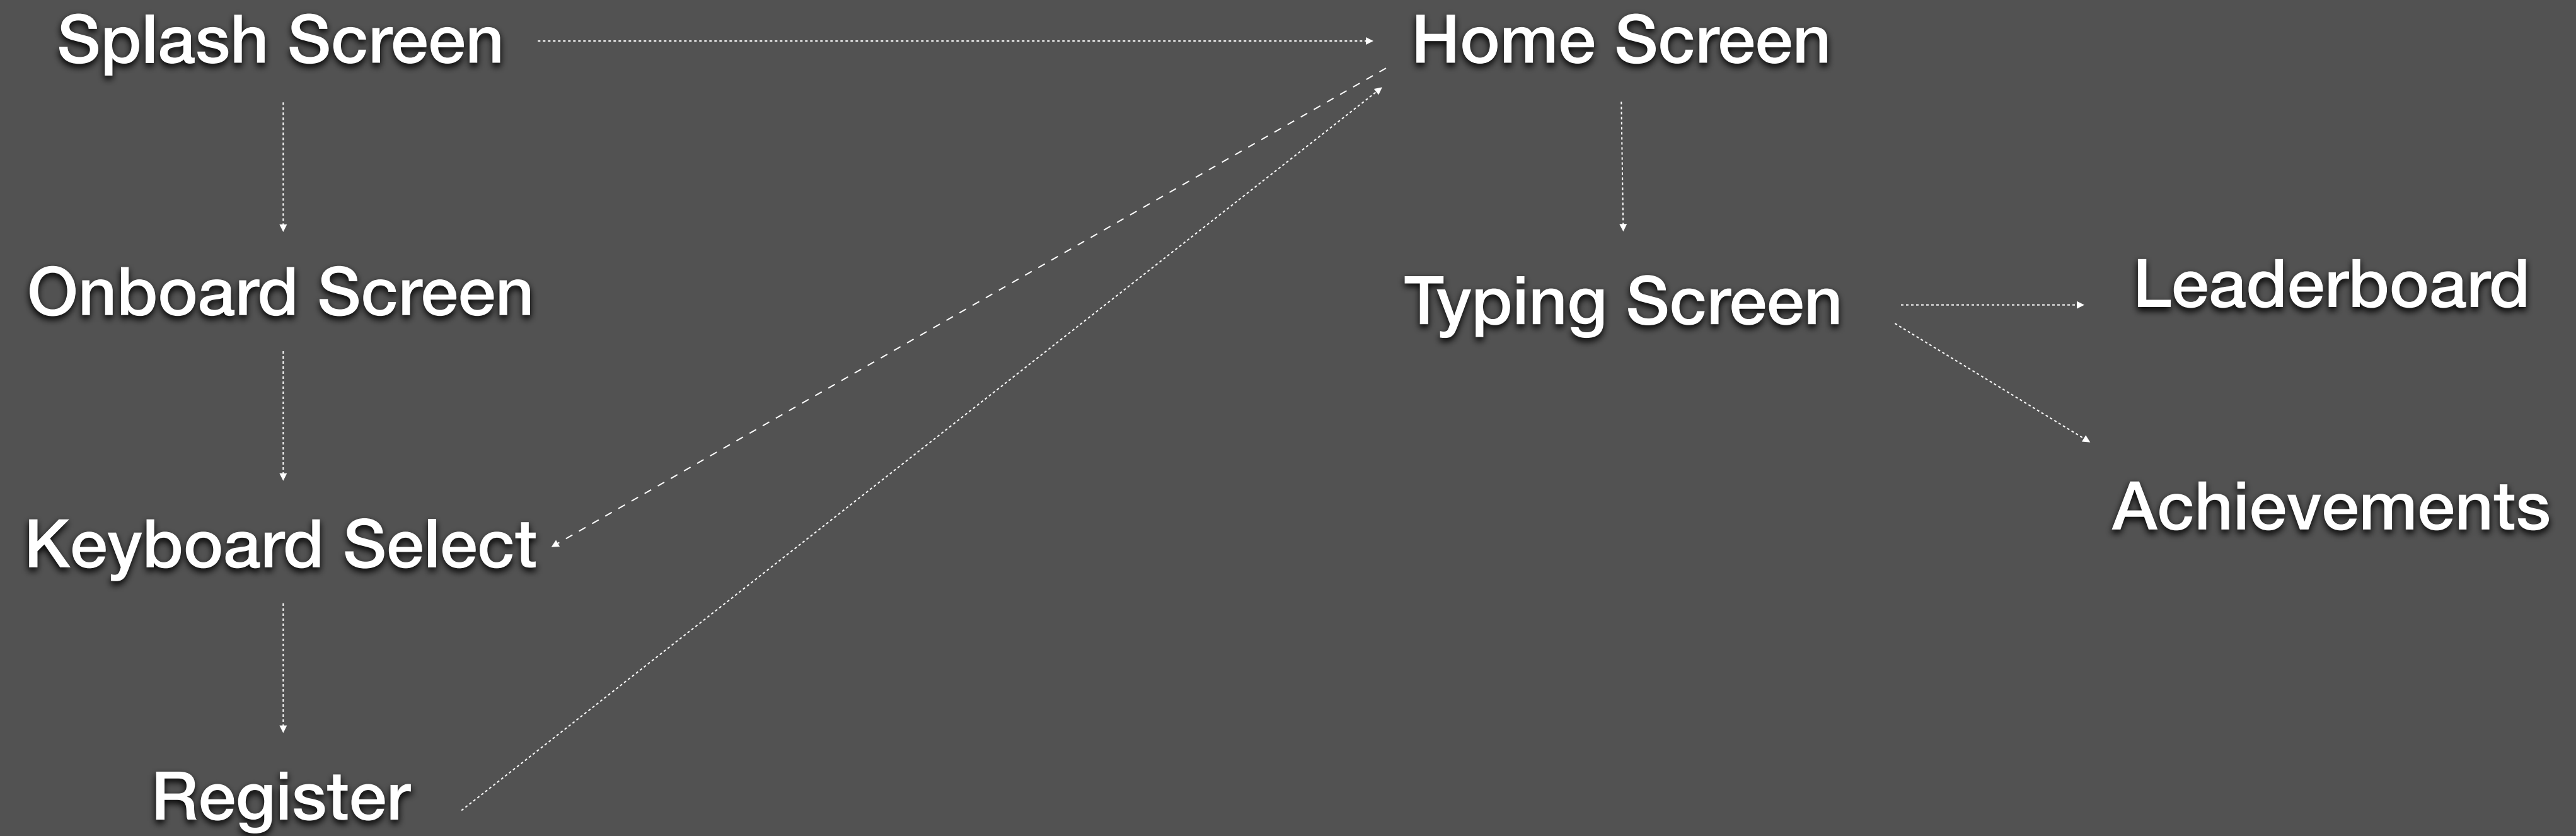 Splash Screen
Home Screen
Onboard Screen
Typing Screen
Leaderboard
Keyboard Select
Achievements
Register